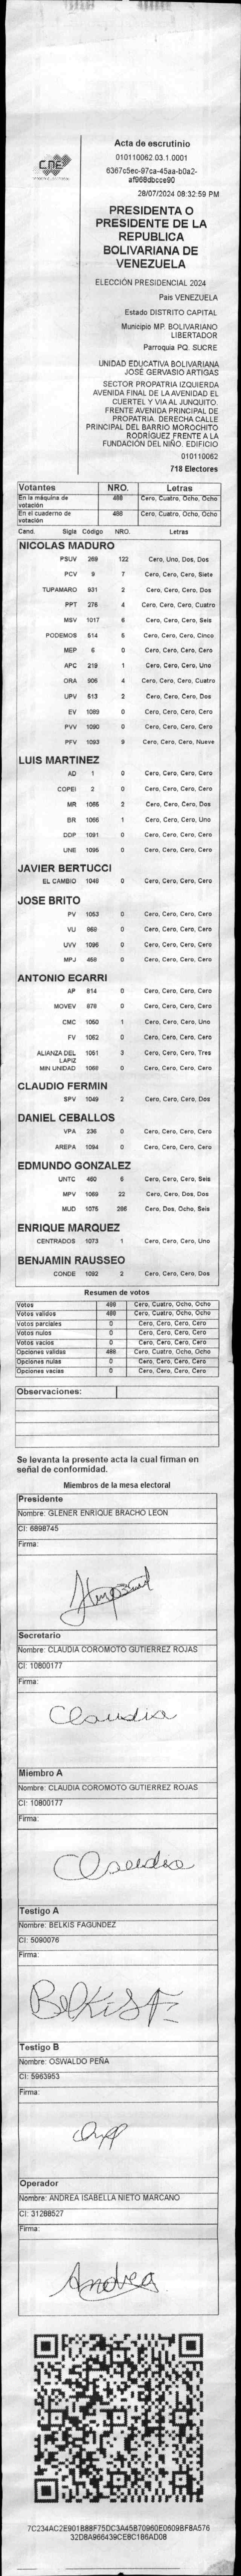 CNE
Acta de escrutinio
010110062.03.1.0001
6367c5ec-97ca-45aa-b0a2-
af968dbcce90
28/07/2024 08:32:59 PM
PRESIDENTA O
PRESIDENTE DE LA
REPUBLICA
BOLIVARIANA DE
VENEZUELA
ELECCIÓN PRESIDENCIAL 2024
Pais VENEZUELA
Estado DISTRITO CAPITAL
Municipio MP. BOLIVARIANO
LIBERTADOR
Parroquia PQ. SUCRE
UNIDAD EDUCATIVA BOLIVARIANA
JOSÉ GERVASIO ARTIGAS
SECTOR PROPATRIA IZQUIERDA
AVENIDA FINAL DE LA AVENIDAD EL
CUERTEL Y VIA AL JUNQUITO.
FRENTE AVENIDA PRINCIPAL DE
PROPATRIA. DERECHA CALLE
PRINCIPAL DEL BARRIO MOROCHITO
RODRÍGUEZ FRENTE A LA
FUNDACIÓN DEL NIÑO. EDIFICIO
010110062
718 Electores
Votantes NRO. Letras
En la máquina de votación 488 Cero, Cuatro, Ocho, Ocho
En el cuaderno de votación 488 Cero, Cuatro, Ocho, Ocho
Cand. Sigla Código NRO. Letras
NICOLAS MADURO
PSUV 269 122 Cero, Uno, Dos, Dos
PCV 9 7 Cero, Cero, Cero, Siete
TUPAMARO 931 2 Cero, Cero, Cero, Dos
PPT 276 4 Cero, Cero, Cero, Cuatro
MSV 1017 6 Cero, Cero, Cero, Seis
PODEMOS 514 5 Cero, Cero, Cero, Cinco
MEP 6 0 Cero, Cero, Cero, Cero
APC 219 1 Cero, Cero, Cero, Uno
ORA 906 4 Cero, Cero, Cero, Cuatro
UPV 513 2 Cero, Cero, Cero, Dos
EV 1089 0 Cero, Cero, Cero, Cero
PVV 1090 0 Cero, Cero, Cero, Cero
PFV 1093 9 Cero, Cero, Cero, Nueve
LUIS MARTINEZ
AD 1 0 Cero, Cero, Cero, Cero
COPEI 2 0 Cero, Cero, Cero, Cero
MR 1065 2 Cero, Cero, Cero, Dos
BR 1066 1 Cero, Cero, Cero, Uno
DDP 1091 0 Cero, Cero, Cero, Cero
UNE 1095 0 Cero, Cero, Cero, Cero
JAVIER BERTUCCI
EL CAMBIO 1048 0 Cero, Cero, Cero, Cero
JOSE BRITO
PV 1053 0 Cero, Cero, Cero, Cero
VU 969 0 Cero, Cero, Cero, Cero
UVV 1096 0 Cero, Cero, Cero, Cero
MPJ 458 0 Cero, Cero, Cero, Cero
ANTONIO ECARRI
AP 814 0 Cero, Cero, Cero, Cero
MOVEV 978 0 Cero, Cero, Cero, Cero
CMC 1050 1 Cero, Cero, Cero, Uno
FV 1062 0 Cero, Cero, Cero, Cero
ALIANZA DEL LAPIZ 1051 3 Cero, Cero, Cero, Tres
MIN UNIDAD 1068 0 Cero, Cero, Cero, Cero
CLAUDIO FERMIN
SPV 1049 2 Cero, Cero, Cero, Dos
DANIEL CEBALLOS
VPA 236 0 Cero, Cero, Cero, Cero
AREPA 1094 0 Cero, Cero, Cero, Cero
EDMUNDO GONZALEZ
UNTC 460 6 Cero, Cero, Cero, Seis
MPV 1069 22 Cero, Cero, Dos, Dos
MUD 1075 286 Cero, Dos, Ocho, Seis
ENRIQUE MARQUEZ
CENTRADOS 1073 1 Cero, Cero, Cero, Uno
BENJAMIN RAUSSEO
CONDE 1092 2 Cero, Cero, Cero, Dos
Resumen de votos
Votos 488 Cero, Cuatro, Ocho, Ocho
Votos validos 488 Cero, Cuatro, Ocho, Ocho
Votos parciales 0 Cero, Cero, Cero, Cero
Votos nulos 0 Cero, Cero, Cero, Cero
Votos vacios 0 Cero, Cero, Cero, Cero
Opciones validas 488 Cero, Cuatro, Ocho, Ocho
Opciones nulas 0 Cero, Cero, Cero, Cero
Opciones vacias 0 Cero, Cero, Cero, Cero
Observaciones:
Se levanta la presente acta la cual firman en
señal de conformidad.
Miembros de la mesa electoral
Presidente
Nombre: GLENER ENRIQUE BRACHO LEON
CI: 6898745
Firma:
Secretario
Nombre: CLAUDIA COROMOTO GUTIERREZ ROJAS
CI: 10800177
Firma:
Claudia
Miembro A
Nombre: CLAUDIA COROMOTO GUTIERREZ ROJAS
CI: 10800177
Firma:
Claudia
Testigo A
Nombre: BELKIS FAGUNDEZ
CI: 5090076
Firma:
Belkis F
Testigo B
Nombre: OSWALDO PEÑA
CI: 5963953
Firma:
Operador
Nombre: ANDREA ISABELLA NIETO MARCANO
CI: 31288527
Firma:
Andrea
7C234AC2E901B88F75DC3A45B70960E0609BF8A576
32D8A966439CEBC186AD08